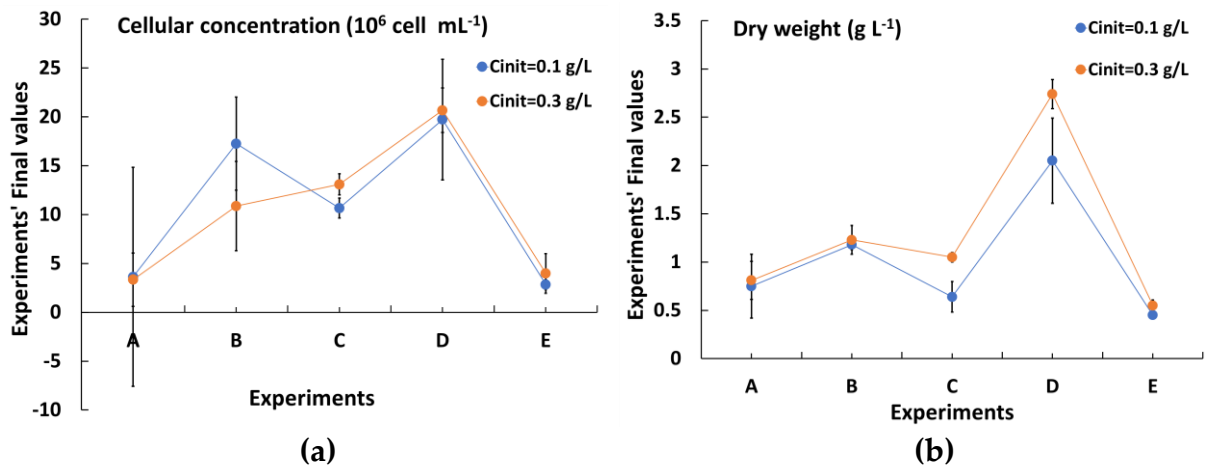 Cellular concentration (10⁶ cell mL⁻¹)
Cinit=0.1 g/L
Cinit=0.3 g/L
Experiments' Final values
30
25
20
15
10
5
0
-5
-10
A B C D E
Experiments
(a)
Dry weight (g L⁻¹)
Cinit=0.1 g/L
Cinit=0.3 g/L
Experiments' Final values
3.5
3
2.5
2
1.5
1
0.5
0
A B C D E
Experiments
(b)